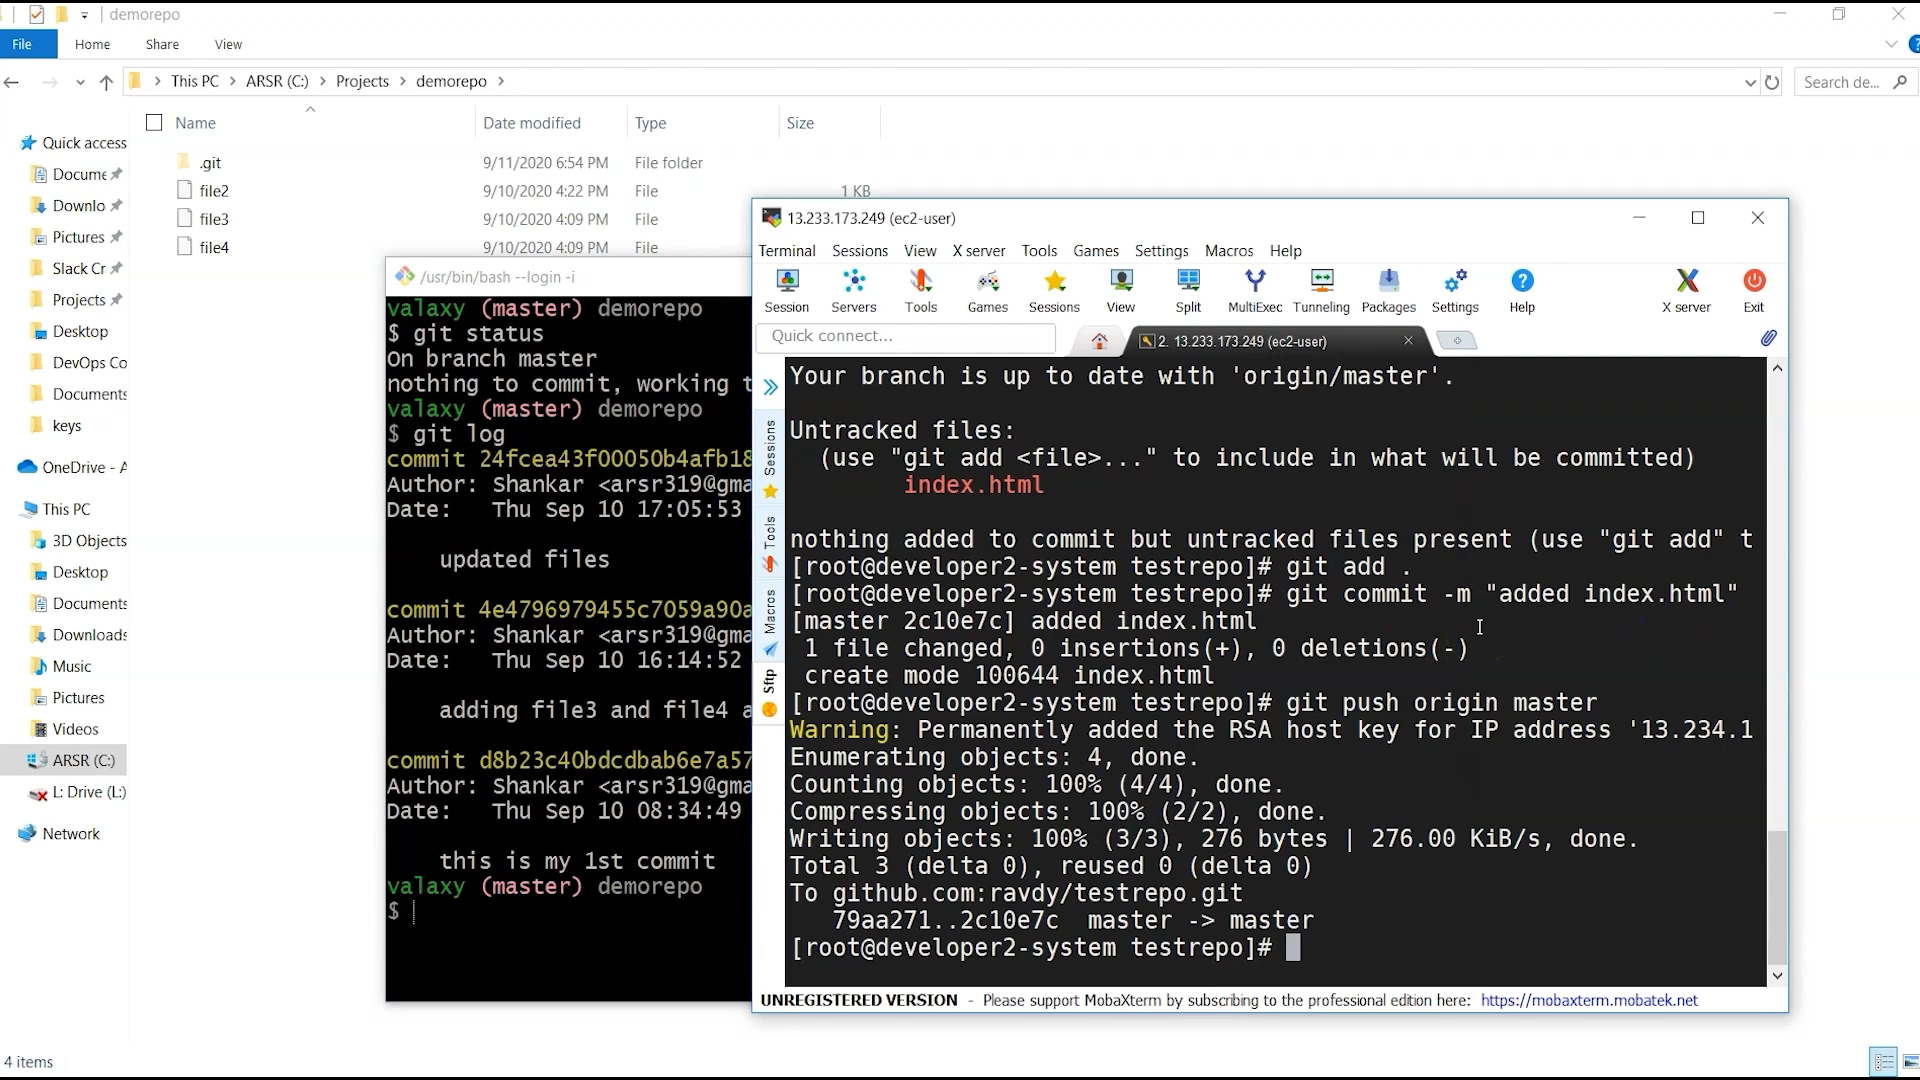 demorepo
File Home Share View
This PC > ARSR (C:) > Projects > demorepo >
Search de...
Name Date modified Type Size
.git 9/11/2020 6:54 PM File folder
file2 9/10/2020 4:22 PM File 1 KB
file3 9/10/2020 4:09 PM File
file4 9/10/2020 4:09 PM File
Quick access
Docume
Downlo
Pictures
Slack Cr
Projects
Desktop
DevOps Co
Documents
keys
OneDrive - A
This PC
3D Objects
Desktop
Documents
Downloads
Music
Pictures
Videos
ARSR (C:)
L: Drive (L:)
Network
4 items
/usr/bin/bash --login -i
valaxy (master) demorepo
$ git status
On branch master
nothing to commit, working t
valaxy (master) demorepo
$ git log
commit 24fcea43f00050b4afb18
Author: Shankar <arsr319@gma
Date: Thu Sep 10 17:05:53
updated files
commit 4e4796979455c7059a90a
Author: Shankar <arsr319@gma
Date: Thu Sep 10 16:14:52
adding file3 and file4 a
commit d8b23c40bdcdbab6e7a57
Author: Shankar <arsr319@gma
Date: Thu Sep 10 08:34:49
this is my 1st commit
valaxy (master) demorepo
$
13.233.173.249 (ec2-user)
Terminal Sessions View X server Tools Games Settings Macros Help
Session Servers Tools Games Sessions View Split MultiExec Tunneling Packages Settings Help X server Exit
Quick connect...
2. 13.233.173.249 (ec2-user)
Sessions
Tools
Macros
Sftp
Your branch is up to date with 'origin/master'.
Untracked files:
(use "git add <file>..." to include in what will be committed)
index.html
nothing added to commit but untracked files present (use "git add" t
[root@developer2-system testrepo]# git add .
[root@developer2-system testrepo]# git commit -m "added index.html"
[master 2c10e7c] added index.html
1 file changed, 0 insertions(+), 0 deletions(-)
create mode 100644 index.html
[root@developer2-system testrepo]# git push origin master
Warning: Permanently added the RSA host key for IP address '13.234.1
Enumerating objects: 4, done.
Counting objects: 100% (4/4), done.
Compressing objects: 100% (2/2), done.
Writing objects: 100% (3/3), 276 bytes | 276.00 KiB/s, done.
Total 3 (delta 0), reused 0 (delta 0)
To github.com:ravdy/testrepo.git
79aa271..2c10e7c master -> master
[root@developer2-system testrepo]#
UNREGISTERED VERSION - Please support MobaXterm by subscribing to the professional edition here: https://mobaxterm.mobatek.net